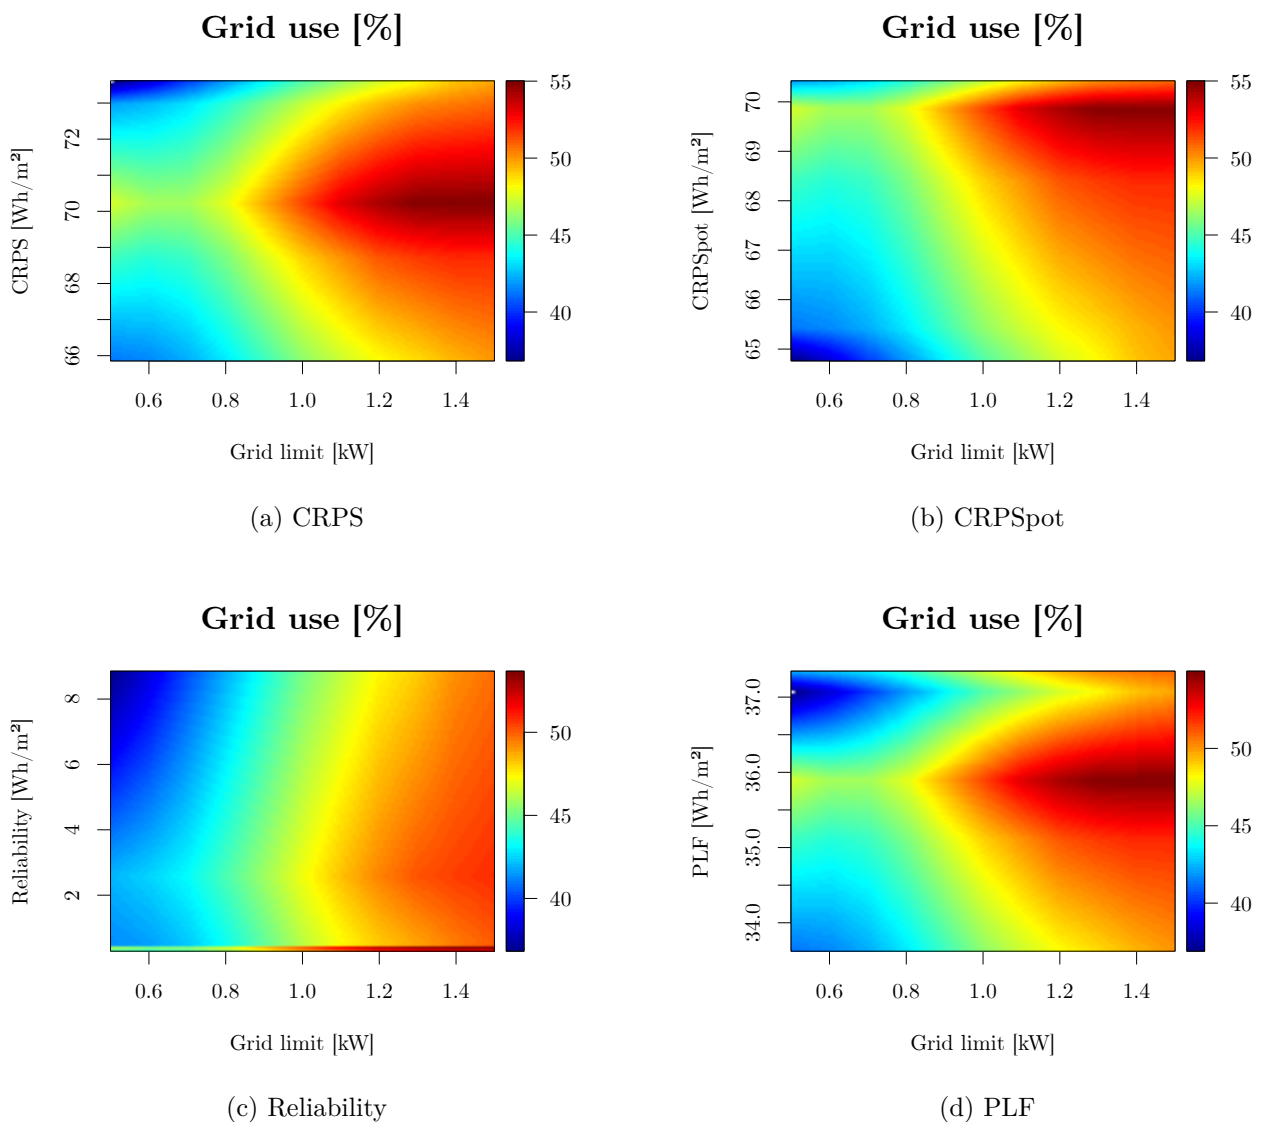 Grid use [%]
CRPS [Wh/m²]
72
70
68
66
55
50
45
40
0.6 0.8 1.0 1.2 1.4
Grid limit [kW]
(a) CRPS
Grid use [%]
CRPSpot [Wh/m²]
70
69
68
67
66
65
55
50
45
40
0.6 0.8 1.0 1.2 1.4
Grid limit [kW]
(b) CRPSpot
Grid use [%]
Reliability [Wh/m²]
8
6
4
2
50
45
40
0.6 0.8 1.0 1.2 1.4
Grid limit [kW]
(c) Reliability
Grid use [%]
PLF [Wh/m²]
37.0
36.0
35.0
34.0
50
45
40
0.6 0.8 1.0 1.2 1.4
Grid limit [kW]
(d) PLF